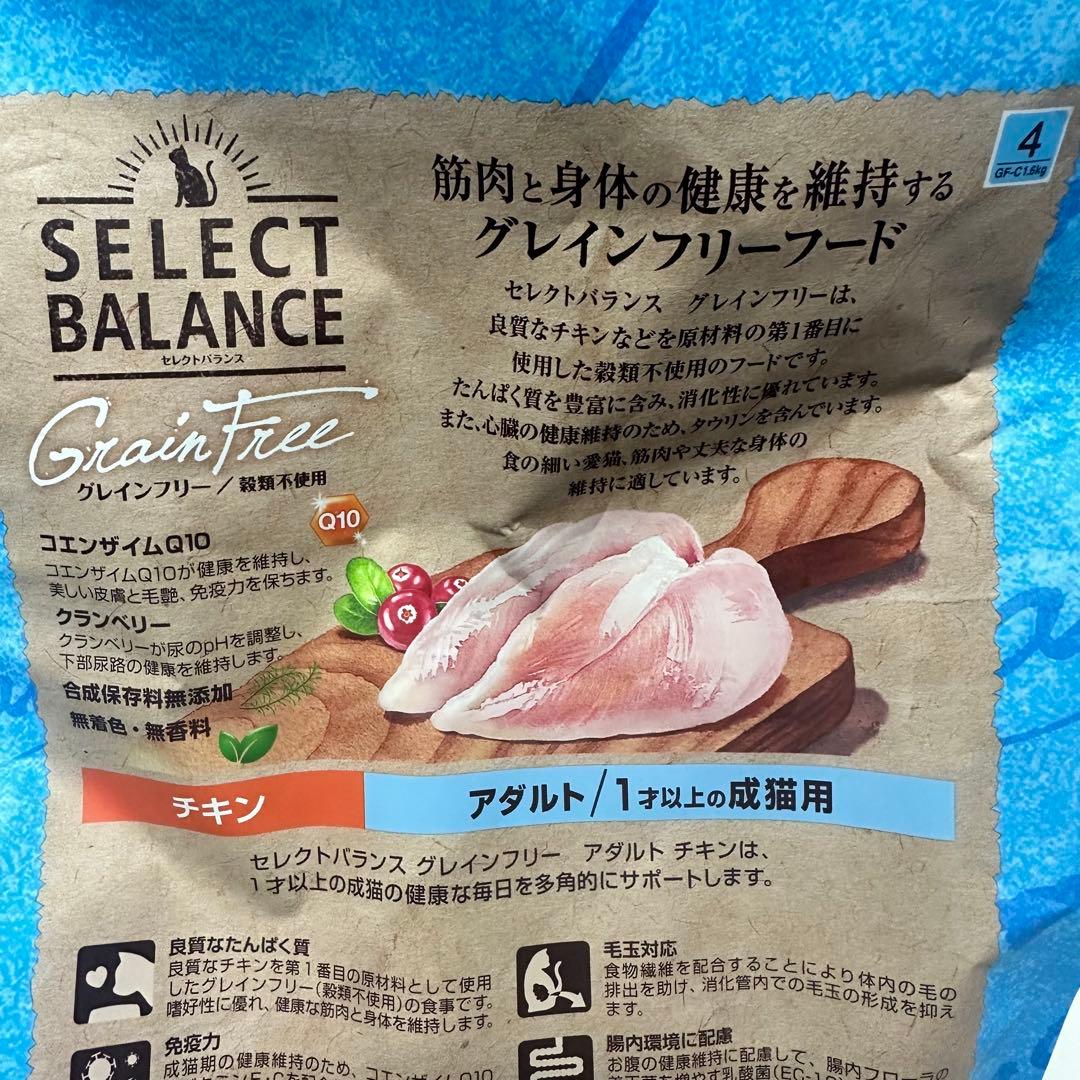 SELECT
BALANCE
セレクトバランス
Grain Free
グレインフリー/穀類不使用
4
GF-C1.6kg
筋肉と身体の健康を維持する
グレインフリーフード
セレクトバランス グレインフリーは、
良質なチキンなどを原材料の第1番目に
使用した穀類不使用のフードです。
たんぱく質を豊富に含み、消化性に優れています。
また、心臓の健康維持のため、タウリンを含んでいます。
食の細い愛猫、筋肉や丈夫な身体の
維持に適しています。
Q10
コエンザイムQ10
コエンザイムQ10が健康を維持し、
美しい皮膚と毛艶、免疫力を保ちます。
クランベリー
クランベリーが尿のpHを調整し、
下部尿路の健康を維持します。
合成保存料無添加
無着色・無香料
チキン
アダルト/1才以上の成猫用
セレクトバランス グレインフリー アダルト チキンは、
1才以上の成猫の健康な毎日を多角的にサポートします。
良質なたんぱく質
良質なチキンを第1番目の原材料として使用
したグレインフリー(穀類不使用)の食事です。
嗜好性に優れ、健康な筋肉と身体を維持します。
免疫力
成猫期の健康維持のため、コエンザイムQ10
毛玉対応
食物繊維を配合することにより体内の毛の
排出を助け、消化管内での毛玉の形成を抑え
ます。
腸内環境に配慮
お腹の健康維持に配慮して、腸内フローラの